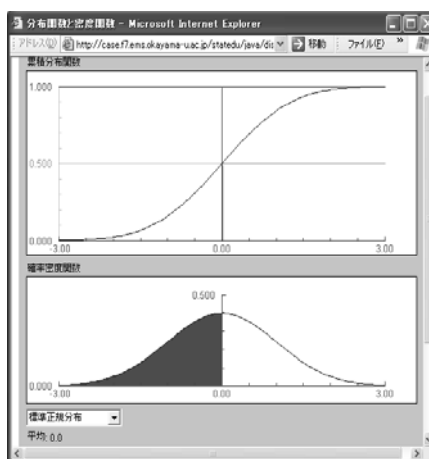 分布関数と密度関数 - Microsoft Internet Explorer
アドレス(D) http://case.f7.ems.okayama-u.ac.jp/statedu/java/dis 移動 ファイル(F) »
累積分布関数
1.000
0.500
0.000
-3.00 0.00 3.00
確率密度関数
0.500
0.000
-3.00 0.00 3.00
標準正規分布
平均: 0.0